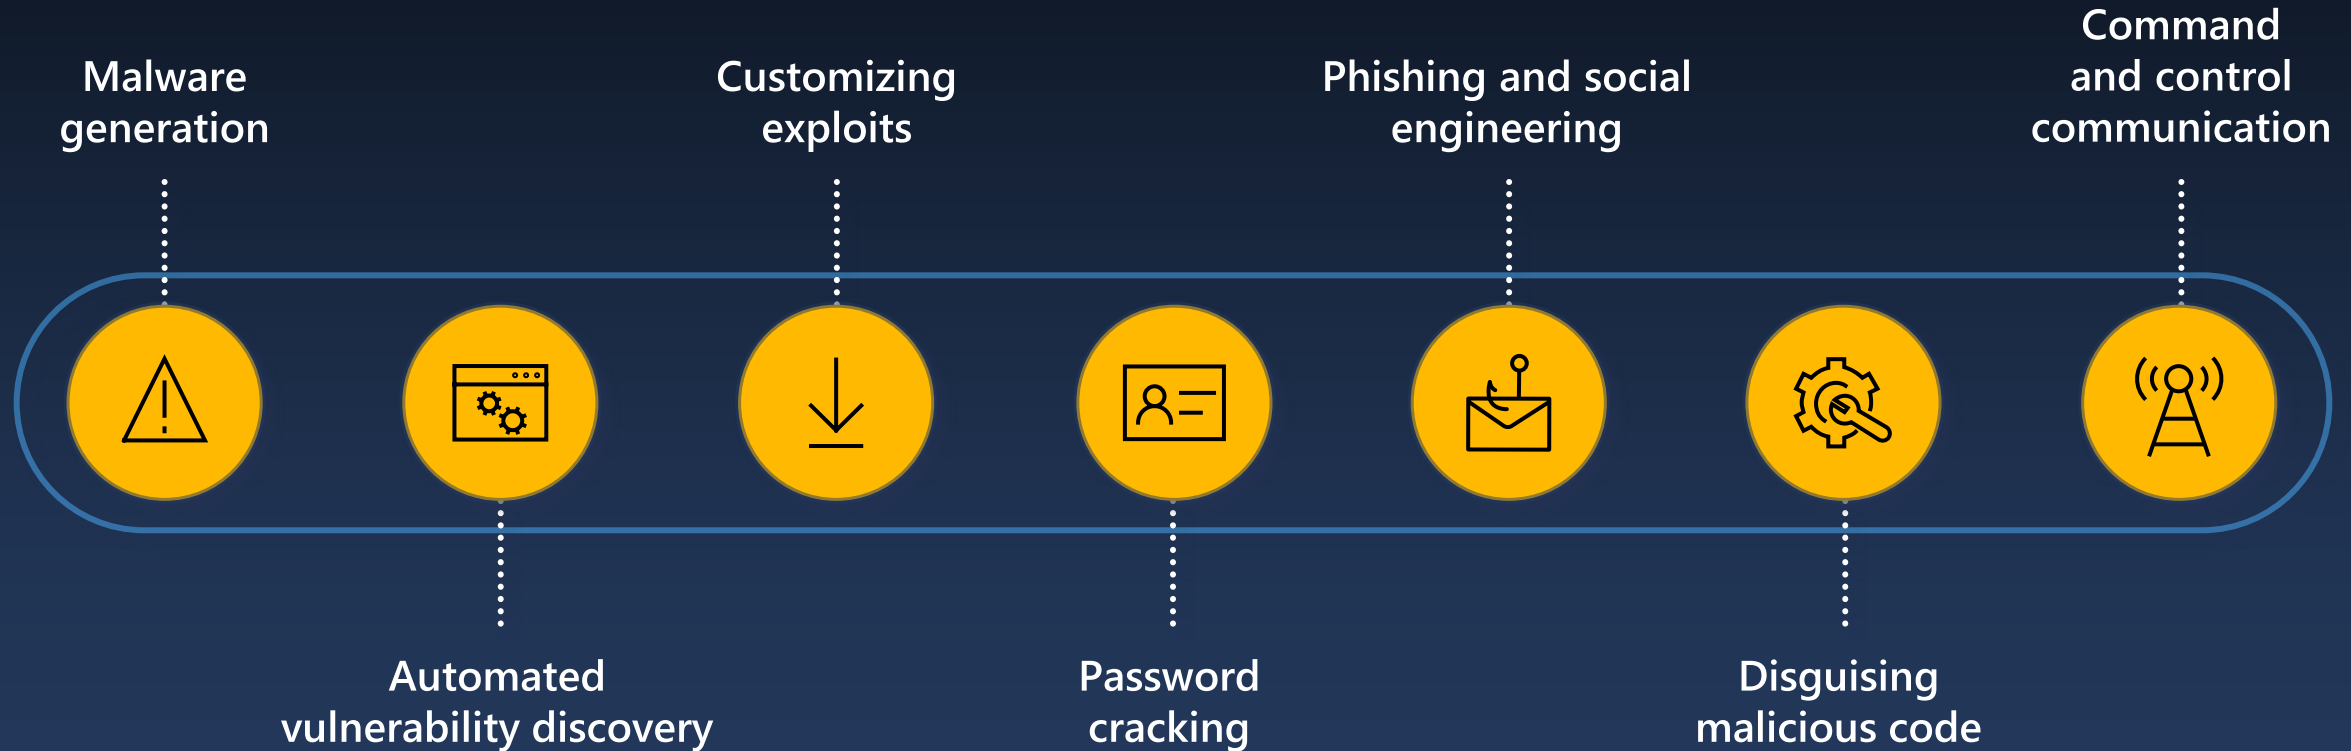 Malware
generation
Automated
vulnerability discovery
Customizing
exploits
Password
cracking
Phishing and social
engineering
Disguising
malicious code
Command
and control
communication